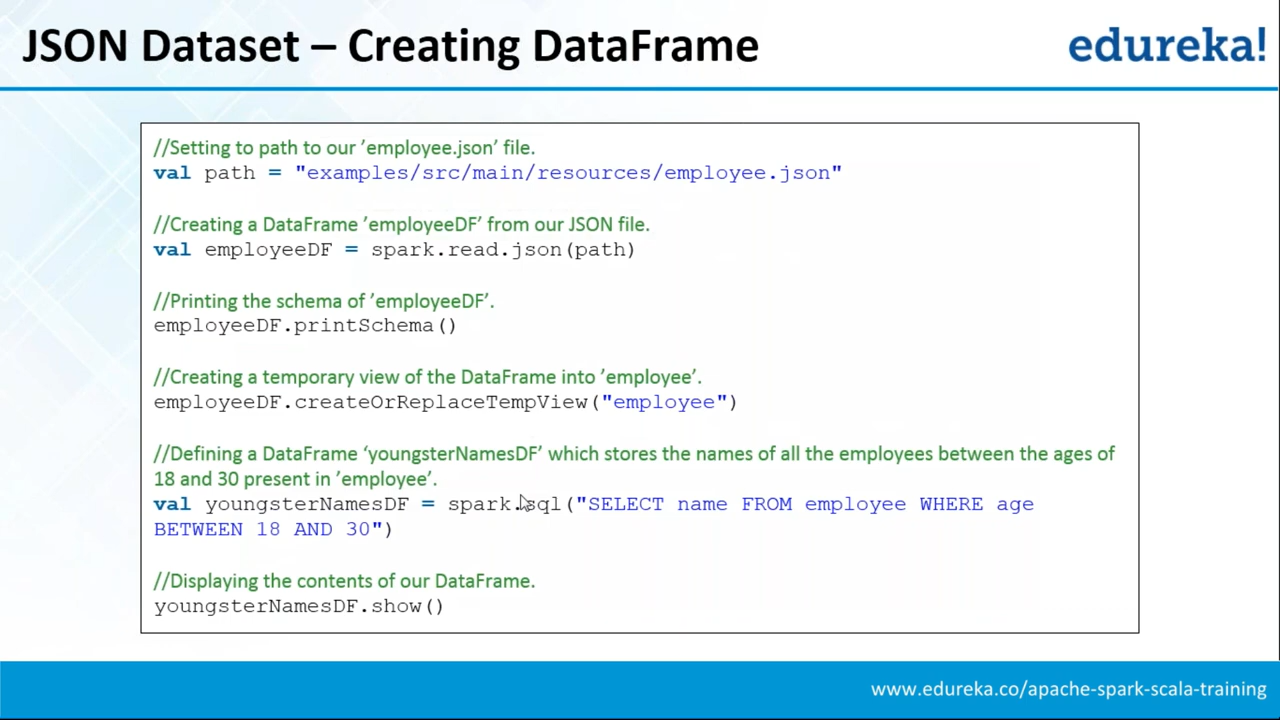 JSON Dataset – Creating DataFrame
edureka!
//Setting to path to our ’employee.json’ file.
val path = "examples/src/main/resources/employee.json"
//Creating a DataFrame ’employeeDF’ from our JSON file.
val employeeDF = spark.read.json(path)
//Printing the schema of ’employeeDF’.
employeeDF.printSchema()
//Creating a temporary view of the DataFrame into ’employee’.
employeeDF.createOrReplaceTempView("employee")
//Defining a DataFrame ‘youngsterNamesDF’ which stores the names of all the employees between the ages of
18 and 30 present in ’employee’.
val youngsterNamesDF = spark.sql("SELECT name FROM employee WHERE age
BETWEEN 18 AND 30")
//Displaying the contents of our DataFrame.
youngsterNamesDF.show()
www.edureka.co/apache-spark-scala-training